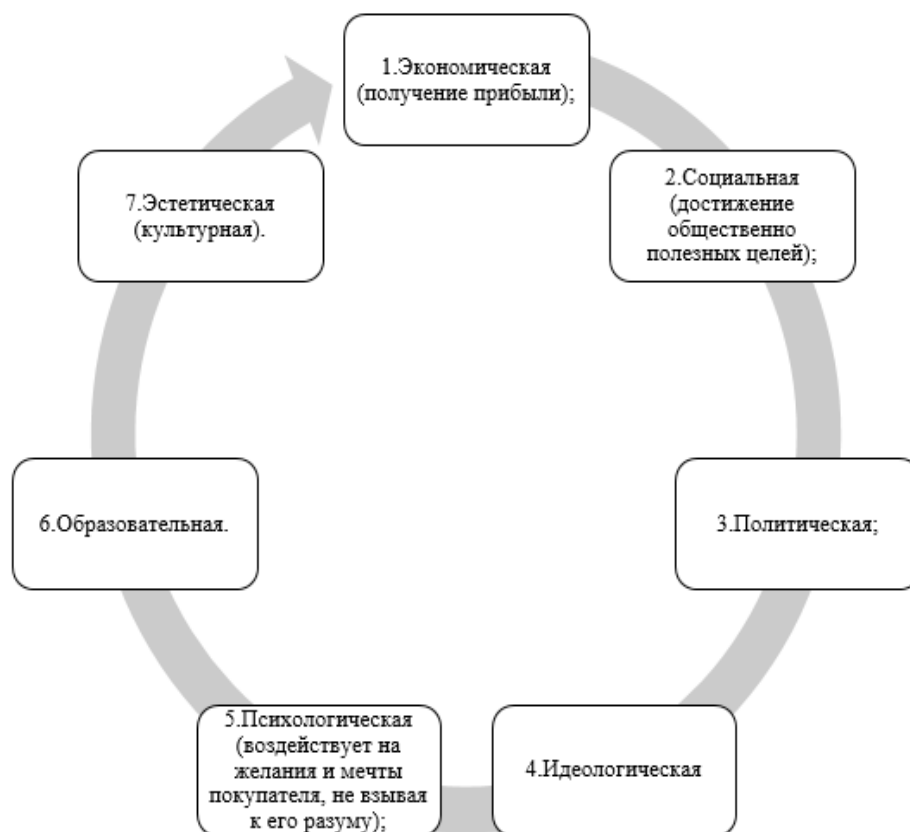 1.Экономическая
(получение прибыли);
2.Социальная
(достижение
общественно
полезных целей);
3.Политическая;
4.Идеологическая
5.Психологическая
(воздействует на
желания и мечты
покупателя, не взывая
к его разуму);
6.Образовательная.
7.Эстетическая
(культурная).